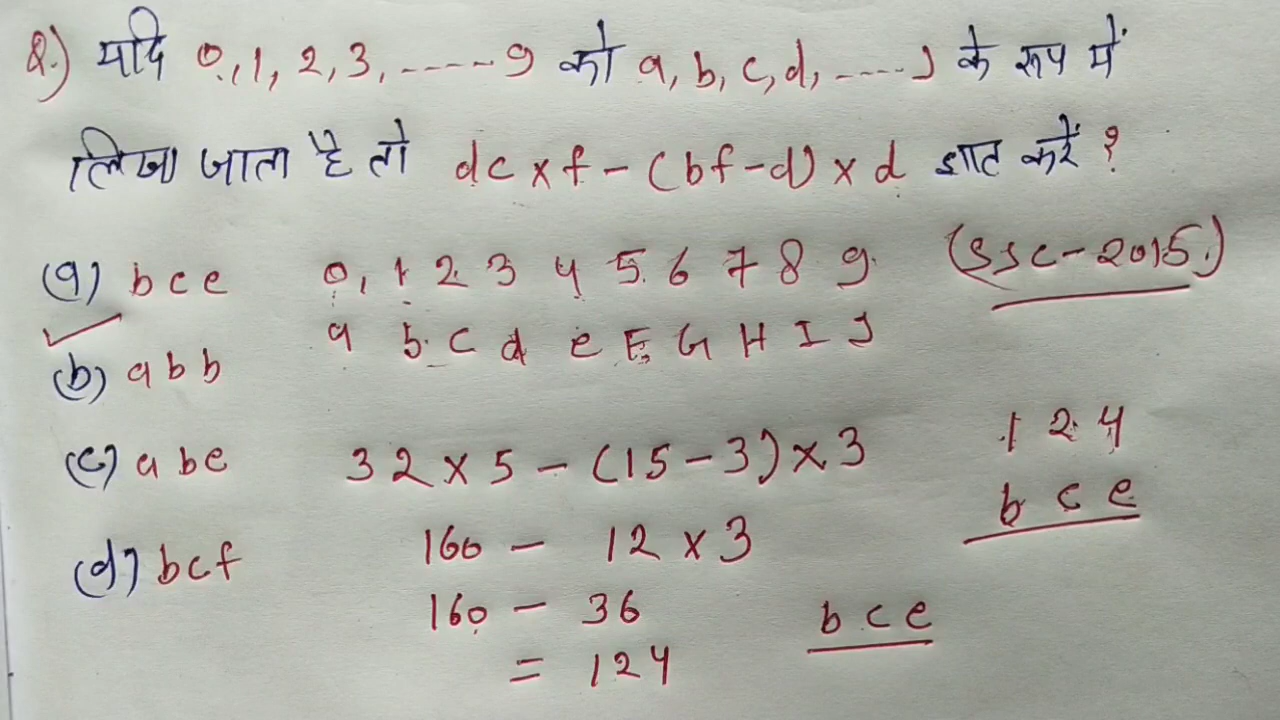 Q.) यदि 0,1,2,3,-----9 को a,b,c,d,----J के रूप में
लिखा जाता है तो dc x f - (bf-d) x d ज्ञात करें ?
(a) bce
0, 1 2 3 4 5 6 7 8 9
(SSC-2015)
a b c d e F G H I J
(b) abb
(c) abe
32 x 5 - (15-3) x 3
1 2 4
b c e
(d) bcf
160 - 12 x 3
160 - 36
b c e
= 124